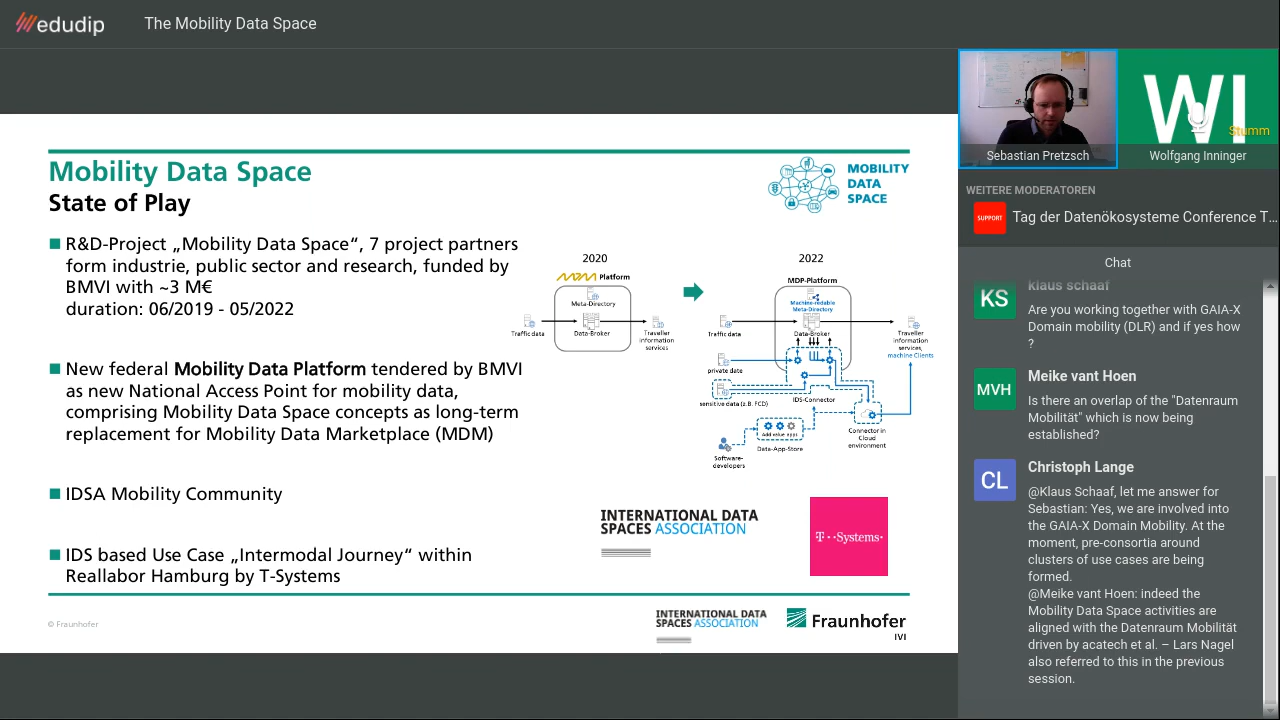 edudip
The Mobility Data Space
Mobility Data Space
State of Play
MOBILITY
DATA
SPACE
■ R&D-Project „Mobility Data Space“, 7 project partners
form industrie, public sector and research, funded by
BMVI with ~3 M€
duration: 06/2019 - 05/2022
■ New federal Mobility Data Platform tendered by BMVI
as new National Access Point for mobility data,
comprising Mobility Data Space concepts as long-term
replacement for Mobility Data Marketplace (MDM)
■ IDSA Mobility Community
■ IDS based Use Case „Intermodal Journey“ within
Reallabor Hamburg by T-Systems
2020
MDM Platform
Meta-Directory
Traffic data
Data-Broker
Traveller
information
services
2022
MDP-Platform
Machine-redable
Meta-Directory
Traffic data
Data-Broker
Traveller
information
services,
machine Clients
private date
sensitive data (z.B. FCD)
IDS-Connector
Add value apps
Data-App-Store
Connector in
Cloud
environment
Software-
developers
INTERNATIONAL DATA
SPACES ASSOCIATION
T··Systems·
© Fraunhofer
INTERNATIONAL DATA
SPACES ASSOCIATION
Fraunhofer
IVI
Sebastian Pretzsch
WI
Stumm
Wolfgang Inninger
WEITERE MODERATOREN
SUPPORT
Tag der Datenökosysteme Conference T...
Chat
KS
Klaus schaaf
Are you working together with GAIA-X
Domain mobility (DLR) and if yes how
?
MVH
Meike vant Hoen
Is there an overlap of the "Datenraum
Mobilität" which is now being
established?
CL
Christoph Lange
@Klaus Schaaf, let me answer for
Sebastian: Yes, we are involved into
the GAIA-X Domain Mobility. At the
moment, pre-consortia around
clusters of use cases are being
formed.
@Meike vant Hoen: indeed the
Mobility Data Space activities are
aligned with the Datenraum Mobilität
driven by acatech et al. – Lars Nagel
also referred to this in the previous
session.